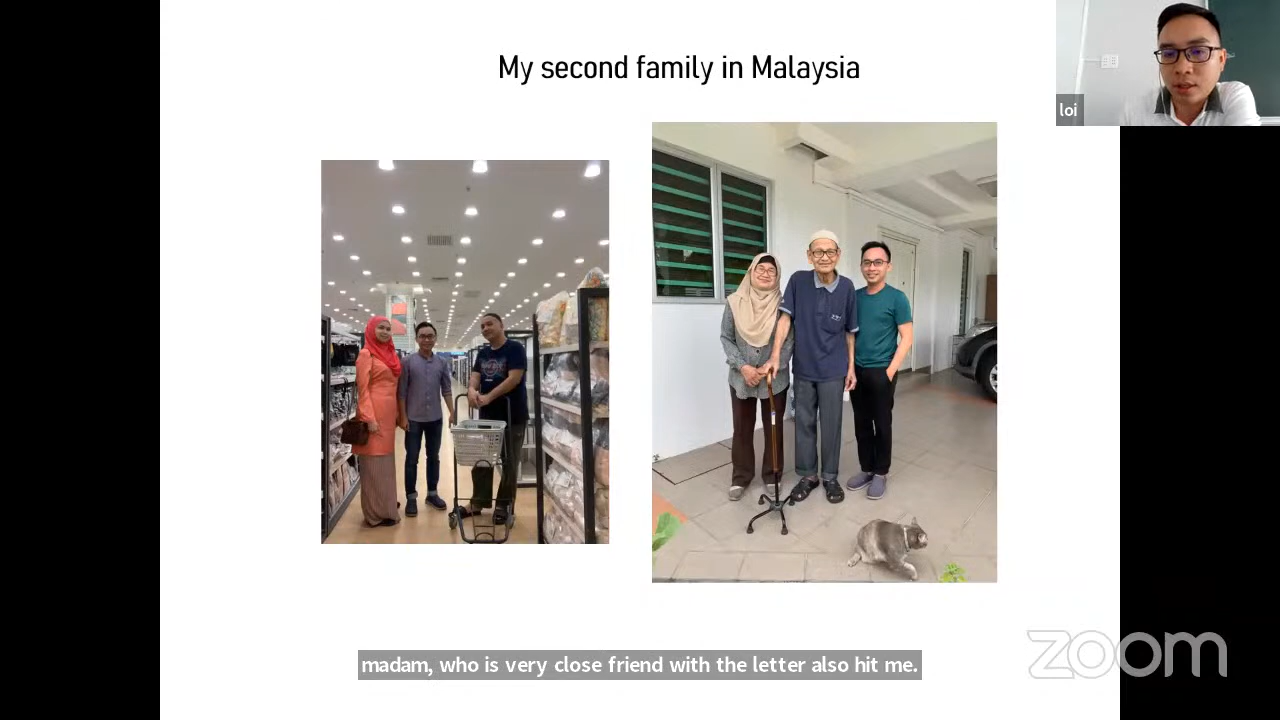 My second family in Malaysia
loi
madam, who is very close friend with the letter also hit me.
zoom